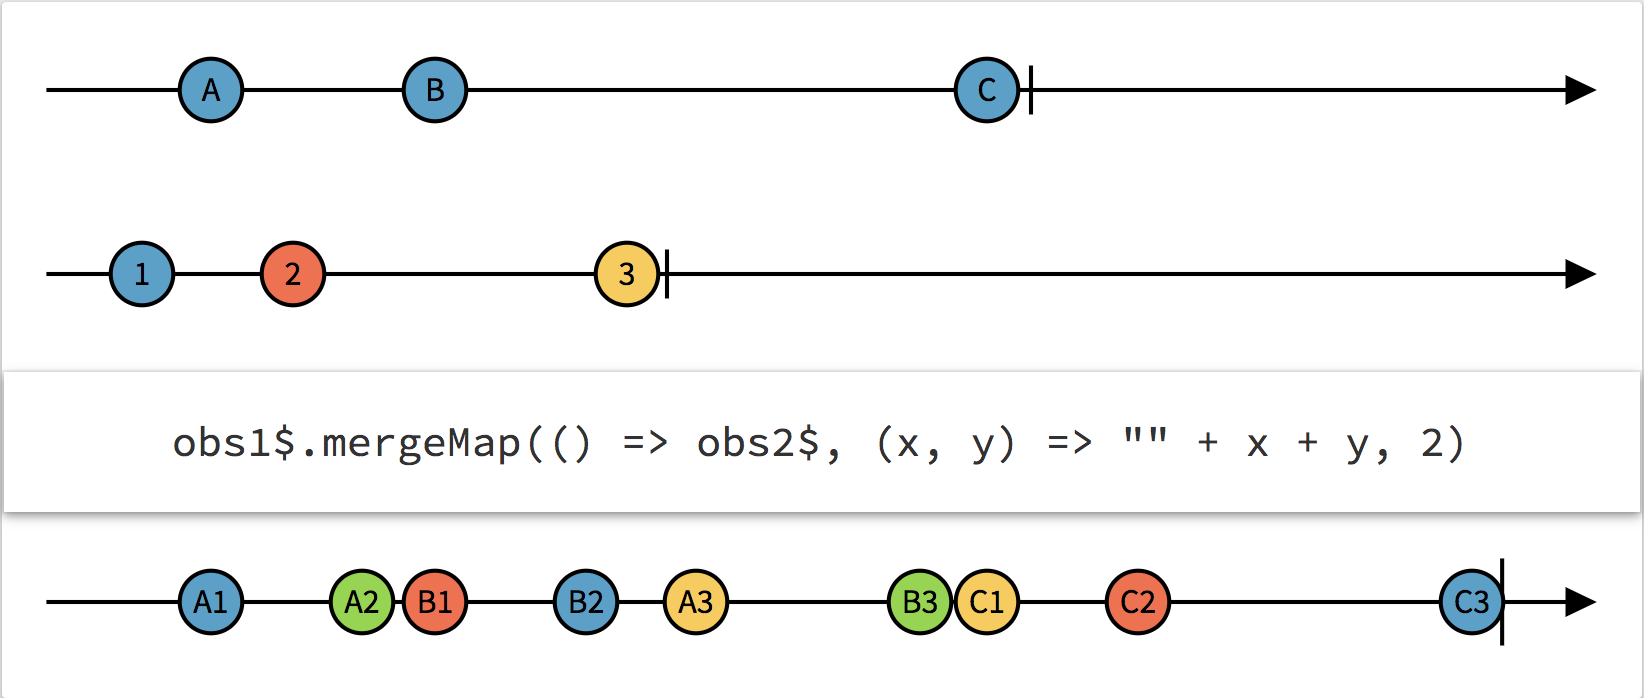 A B C
1 2 3
obs1$.mergeMap(() => obs2$, (x, y) => "" + x + y, 2)
A1 A2 B1 B2 A3 B3 C1 C2 C3